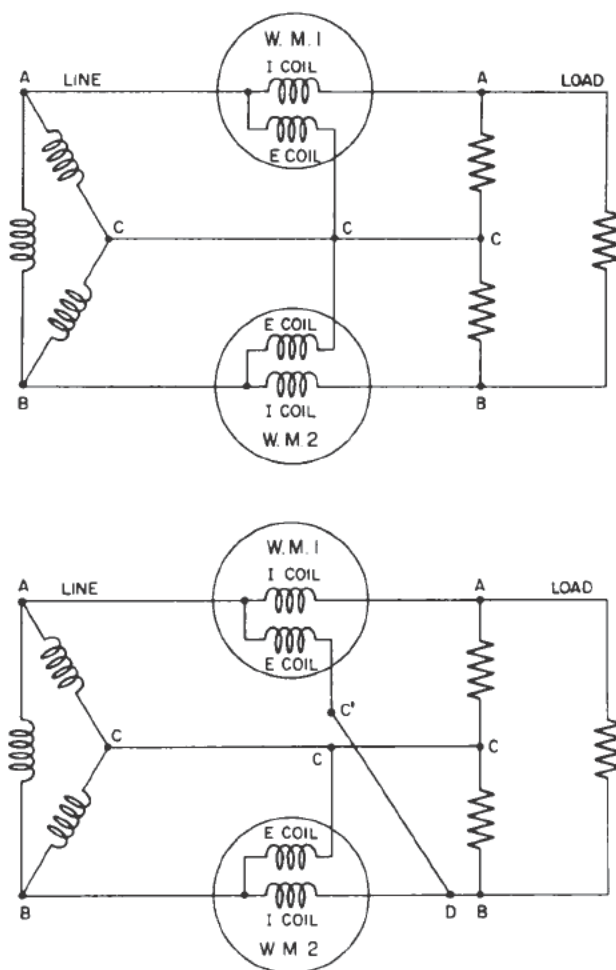 W. M. 1
I COIL
A LINE A LOAD
E COIL
C C C
E COIL
I COIL
B B
W. M. 2
W. M. 1
I COIL
A LINE A LOAD
E COIL
C'
C C C
E COIL
I COIL
B D B
W M 2